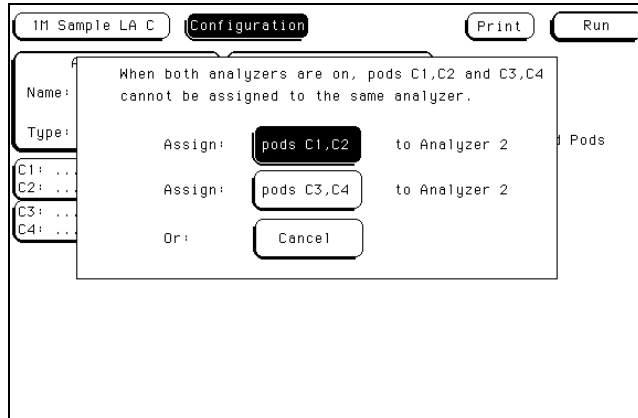 1M Sample LA C
Configuration
Print
Run
When both analyzers are on, pods C1,C2 and C3,C4
cannot be assigned to the same analyzer.
Name:
Type:
Pods
Assign: pods C1,C2 to Analyzer 2
Assign: pods C3,C4 to Analyzer 2
Or: Cancel
C1: ...
C2: ...
C3: ...
C4: ...